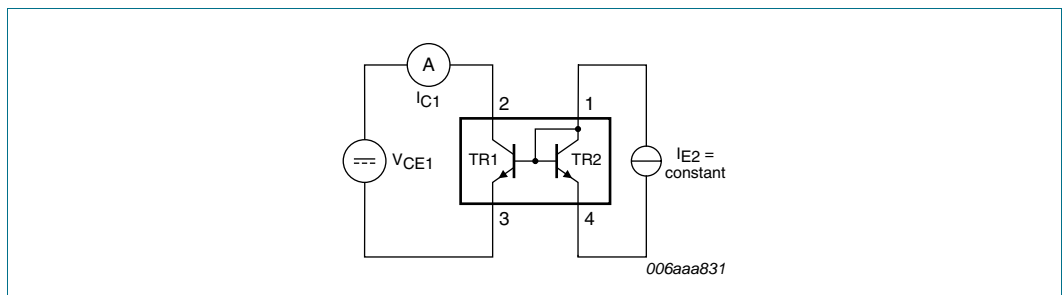 A
IC1
2
1
VCE1
TR1
TR2
IE2 =
constant
3
4
006aaa831